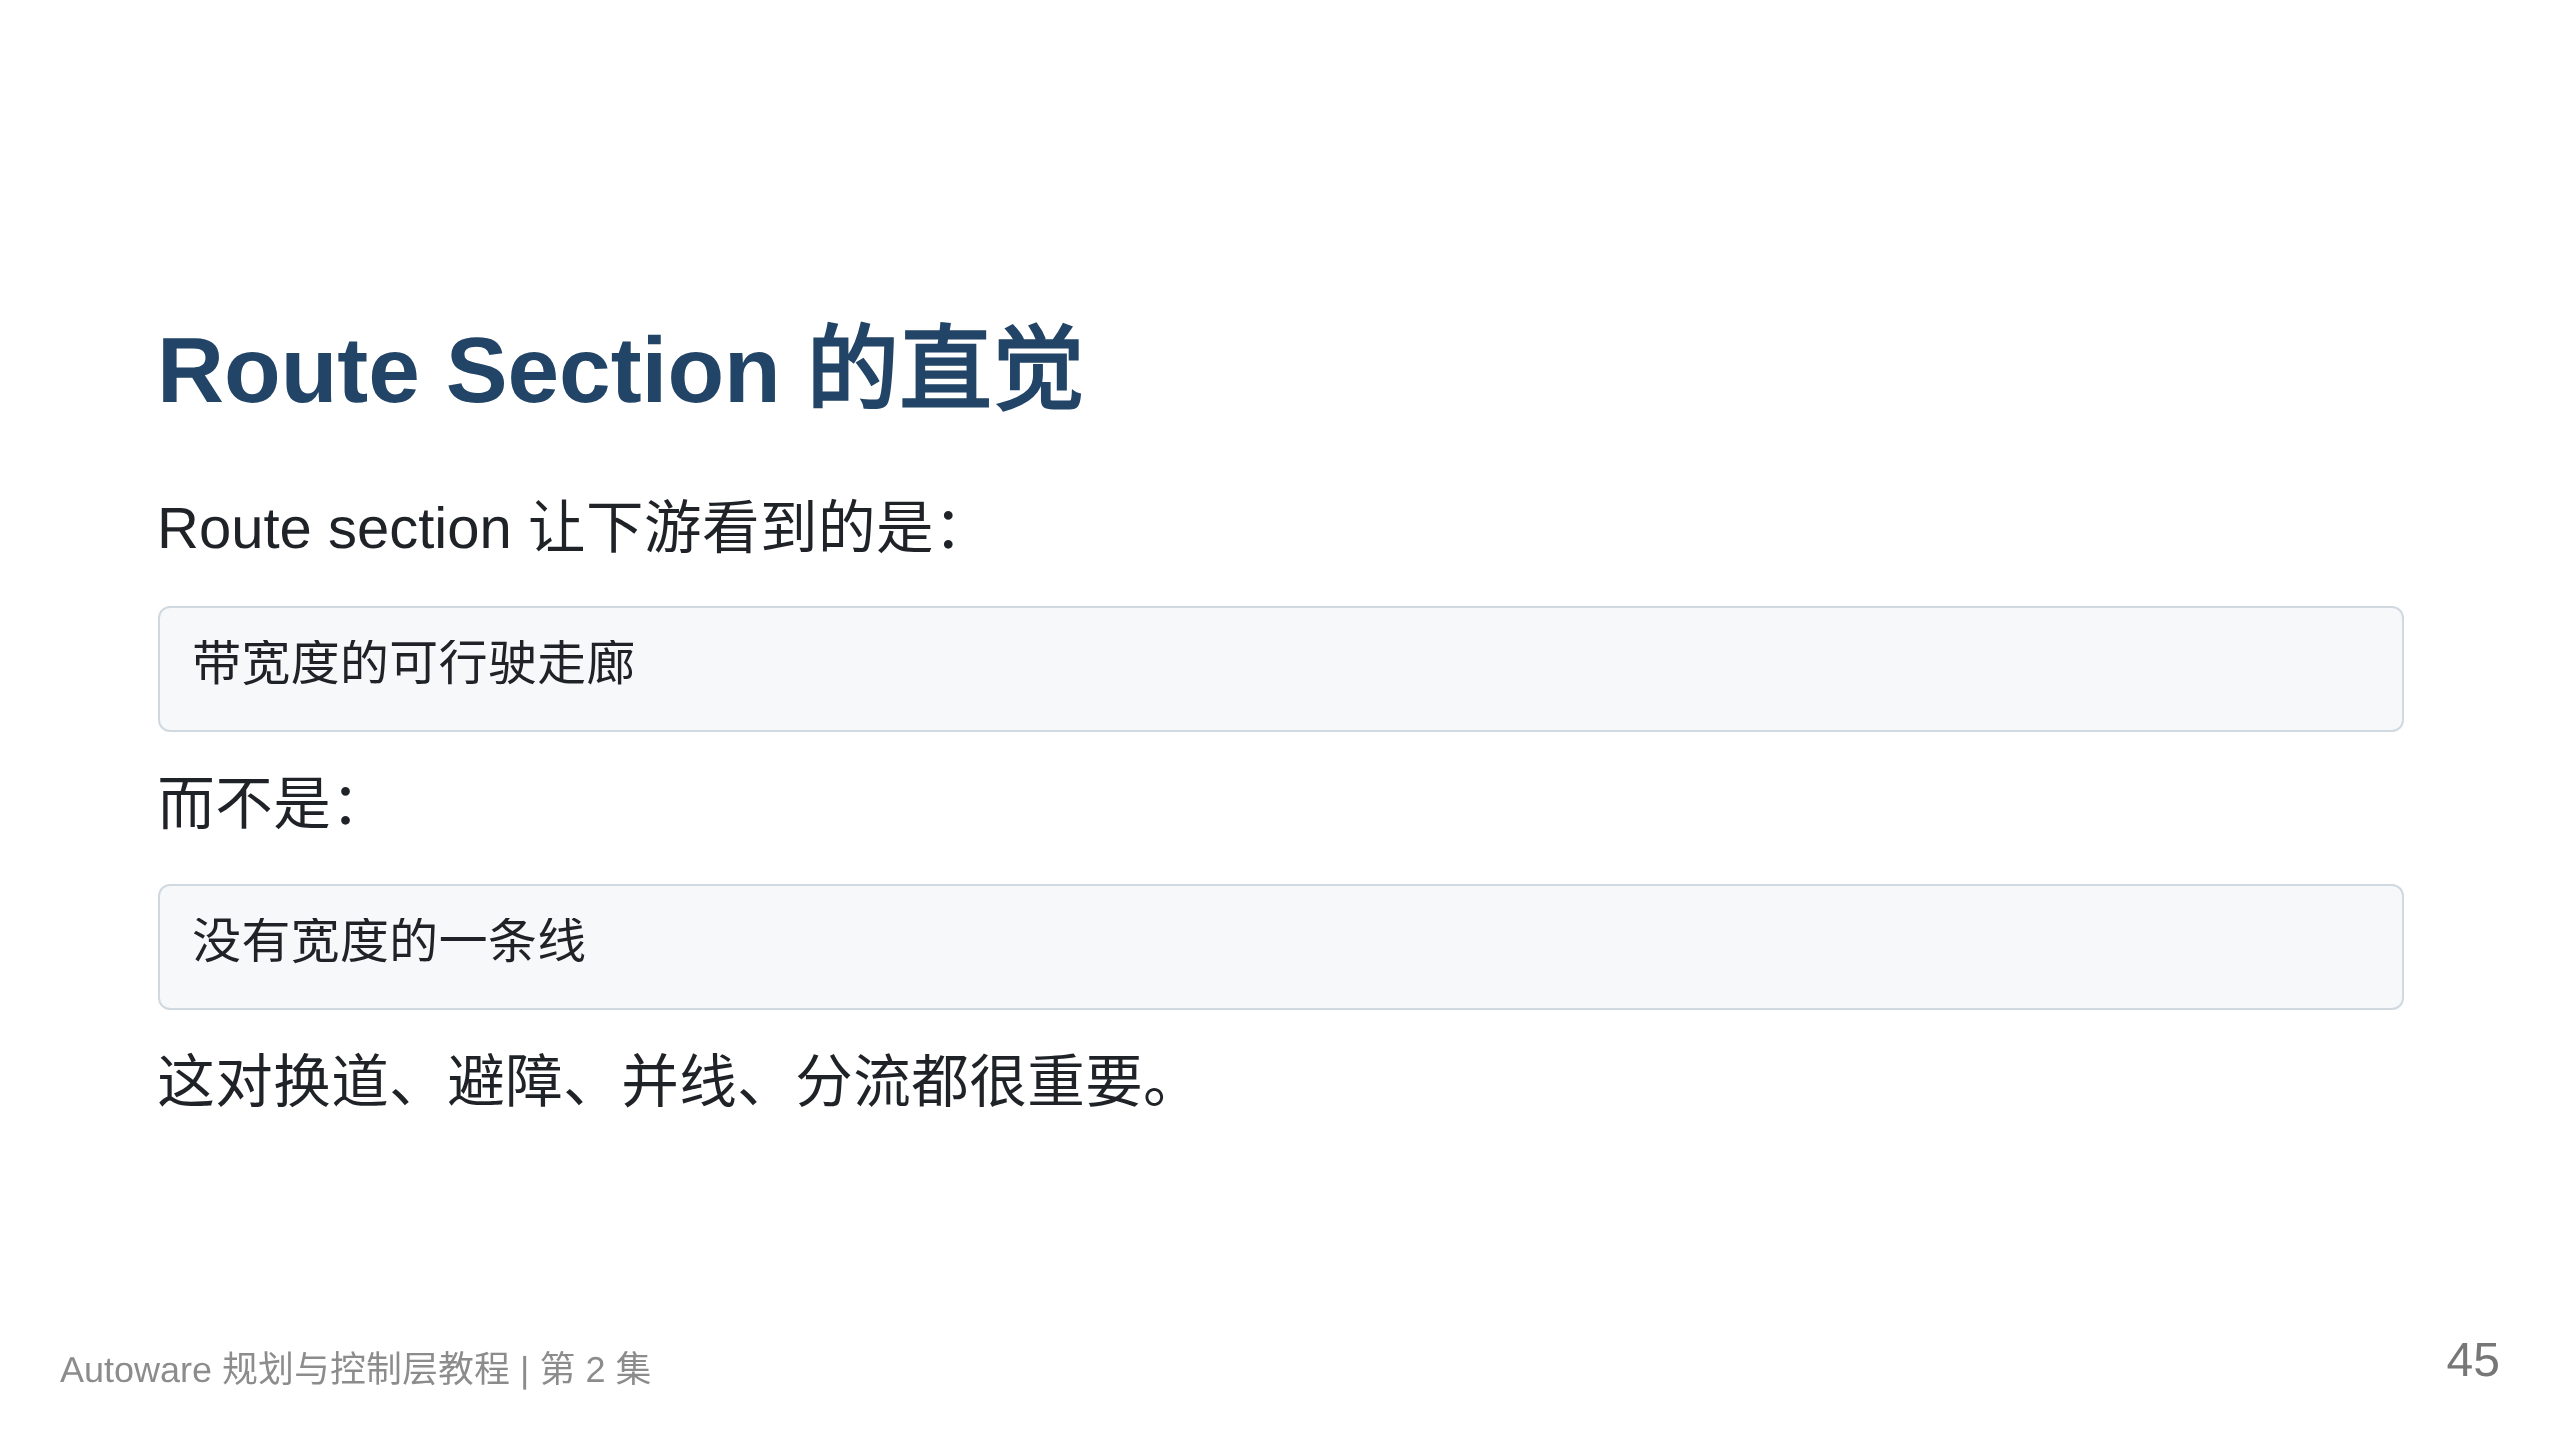 Route Section 的直觉
Route section 让下游看到的是：
带宽度的可行驶走廊
而不是：
没有宽度的一条线
这对换道、避障、并线、分流都很重要。
Autoware 规划与控制层教程 | 第 2 集
45